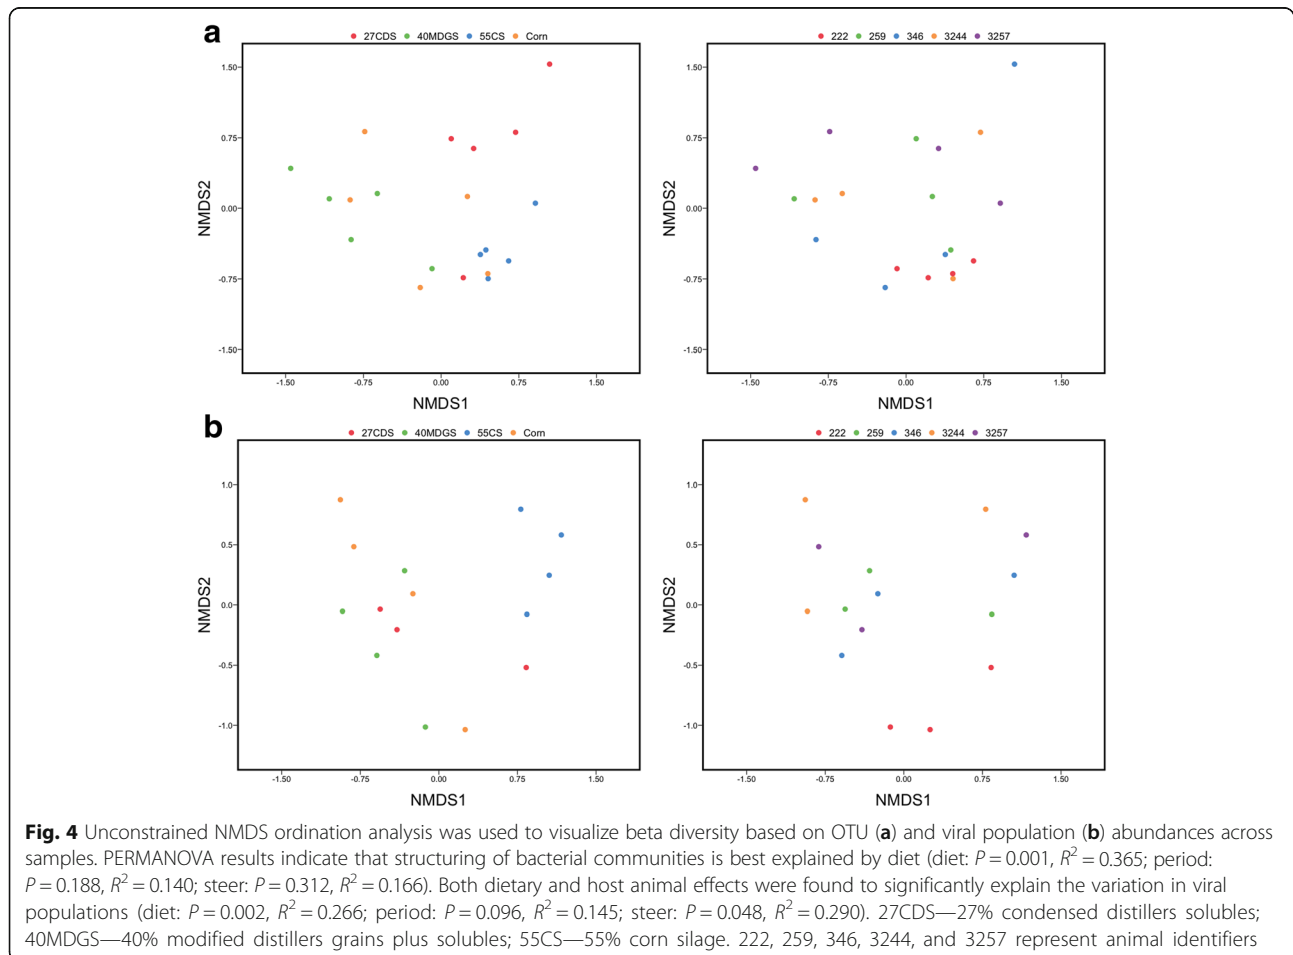 a
27CDS 40MDGS 55CS Corn
1.50
0.75
0.00
-0.75
-1.50
NMDS2
-1.50 -0.75 0.00 0.75 1.50
NMDS1
222 259 346 3244 3257
1.50
0.75
0.00
-0.75
-1.50
NMDS2
-1.50 -0.75 0.00 0.75 1.50
NMDS1
b
27CDS 40MDGS 55CS Corn
1.0
0.5
0.0
-0.5
-1.0
NMDS2
-1.50 -0.75 0.00 0.75 1.50
NMDS1
222 259 346 3244 3257
1.0
0.5
0.0
-0.5
-1.0
NMDS2
-1.50 -0.75 0.00 0.75 1.50
NMDS1
Fig. 4 Unconstrained NMDS ordination analysis was used to visualize beta diversity based on OTU (a) and viral population (b) abundances across
samples. PERMANOVA results indicate that structuring of bacterial communities is best explained by diet (diet: P = 0.001, R² = 0.365; period:
P = 0.188, R² = 0.140; steer: P = 0.312, R² = 0.166). Both dietary and host animal effects were found to significantly explain the variation in viral
populations (diet: P = 0.002, R² = 0.266; period: P = 0.096, R² = 0.145; steer: P = 0.048, R² = 0.290). 27CDS—27% condensed distillers solubles;
40MDGS—40% modified distillers grains plus solubles; 55CS—55% corn silage. 222, 259, 346, 3244, and 3257 represent animal identifiers